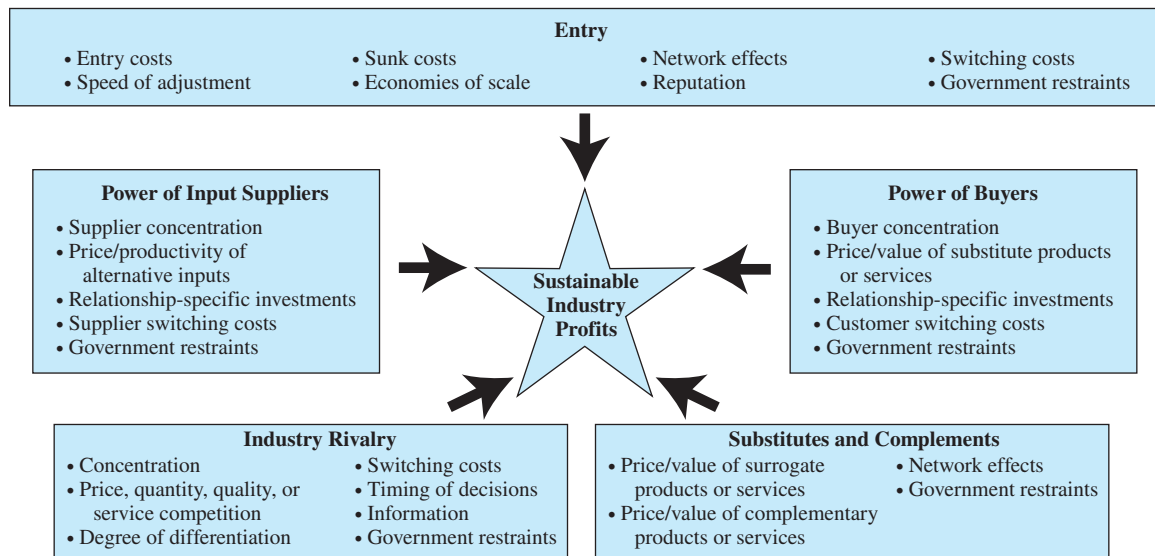 Entry
• Entry costs
• Speed of adjustment
• Sunk costs
• Economies of scale
• Network effects
• Reputation
• Switching costs
• Government restraints
Power of Input Suppliers
• Supplier concentration
• Price/productivity of
alternative inputs
• Relationship-specific investments
• Supplier switching costs
• Government restraints
Sustainable
Industry
Profits
Power of Buyers
• Buyer concentration
• Price/value of substitute products
or services
• Relationship-specific investments
• Customer switching costs
• Government restraints
Industry Rivalry
• Concentration
• Price, quantity, quality, or
service competition
• Degree of differentiation
• Switching costs
• Timing of decisions
• Information
• Government restraints
Substitutes and Complements
• Price/value of surrogate
products or services
• Price/value of complementary
products or services
• Network effects
• Government restraints